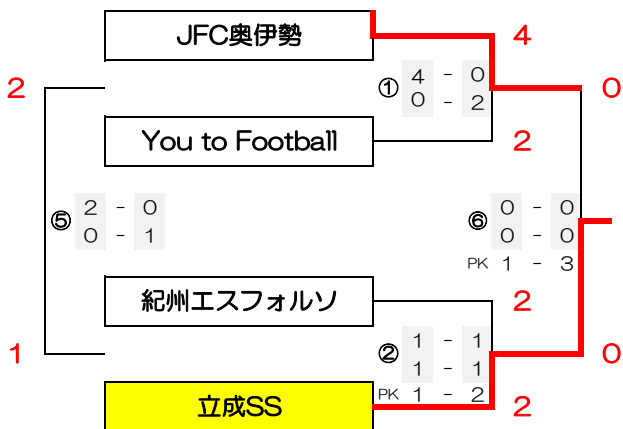 JFC奥伊勢 4
① 4 - 0
2 0 - 2 0
You to Football 2
⑤ 2 - 0 ⑥ 0 - 0
0 - 1 0 - 0
PK 1 - 3
紀州エスフォルソ 2
② 1 - 1
1 1 - 1 0
PK 1 - 2
立成SS 2